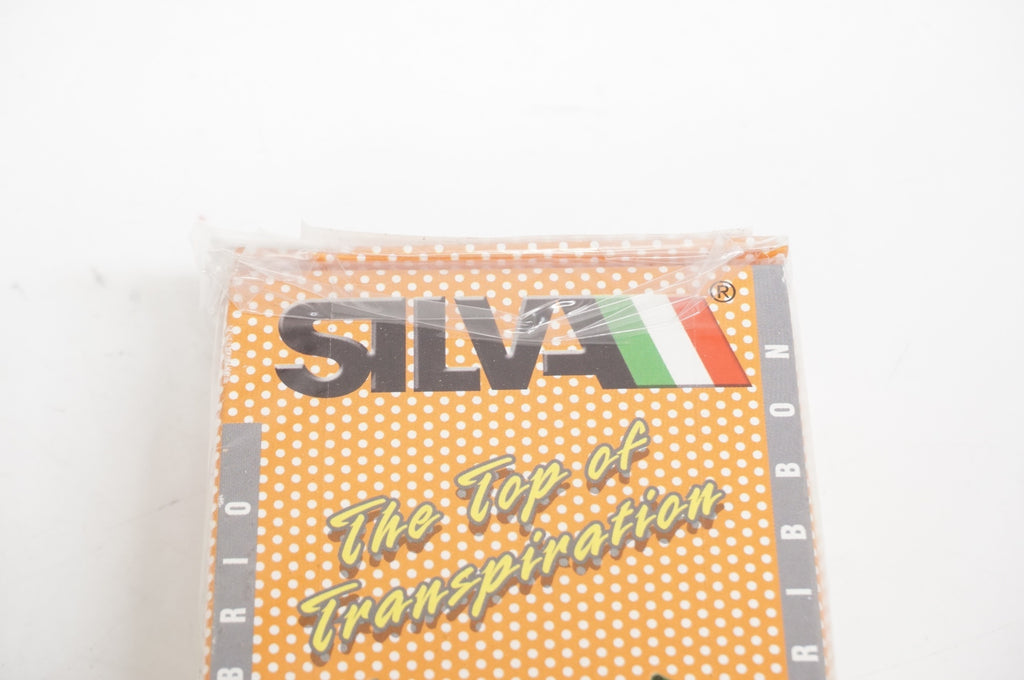 SILVA ®
The Top of
Transpiration
BRIO
RIBBON